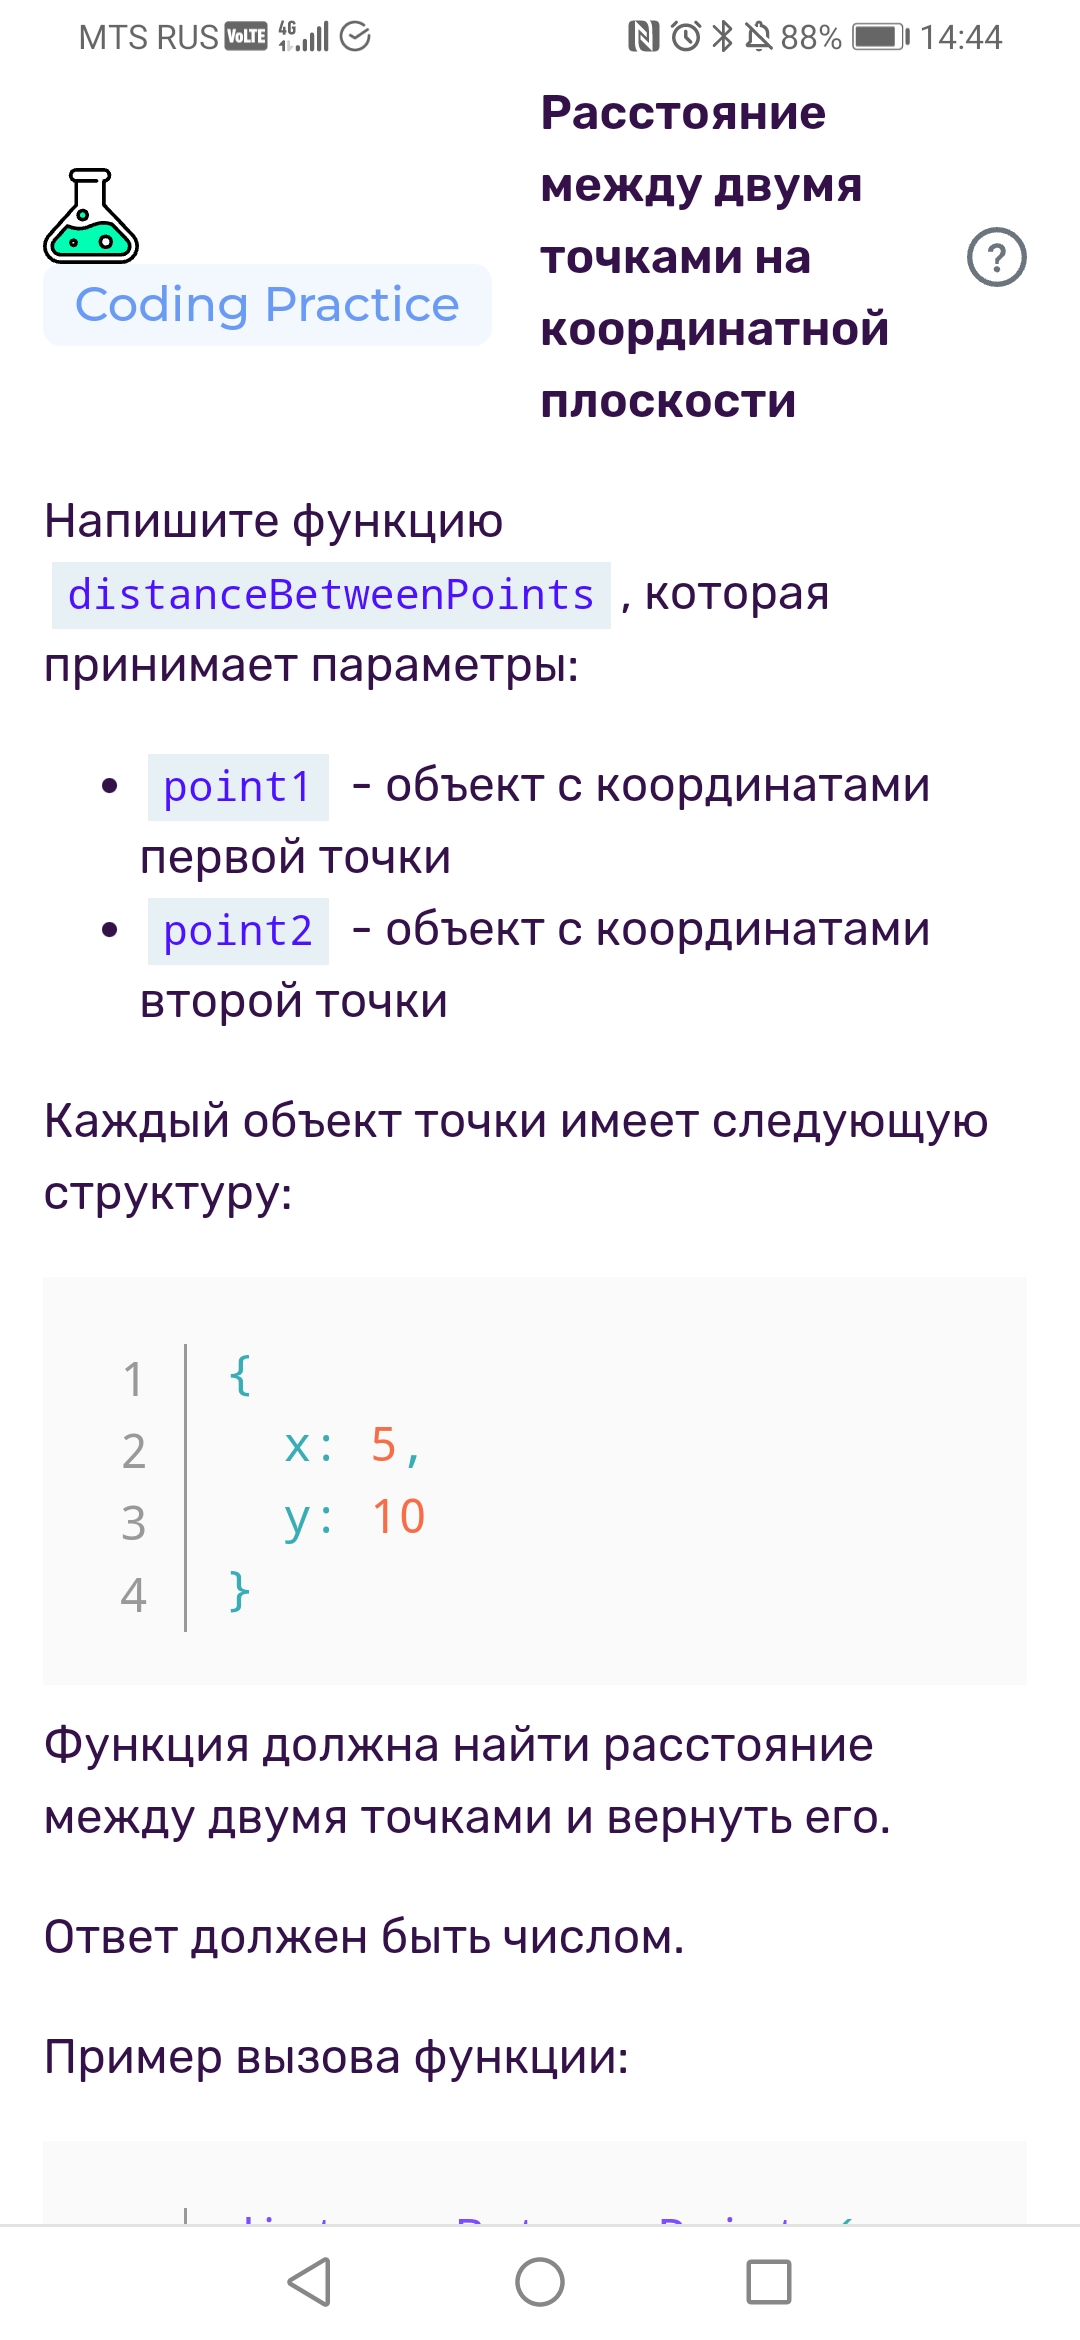 MTS RUS VoLTE 4G 88% 14:44
Coding Practice
Расстояние
между двумя
точками на
координатной
плоскости
?
Напишите функцию
distanceBetweenPoints , которая
принимает параметры:
• point1 - объект с координатами
первой точки
• point2 - объект с координатами
второй точки
Каждый объект точки имеет следующую
структуру:
1 {
2 x: 5,
3 y: 10
4 }
Функция должна найти расстояние
между двумя точками и вернуть его.
Ответ должен быть числом.
Пример вызова функции: